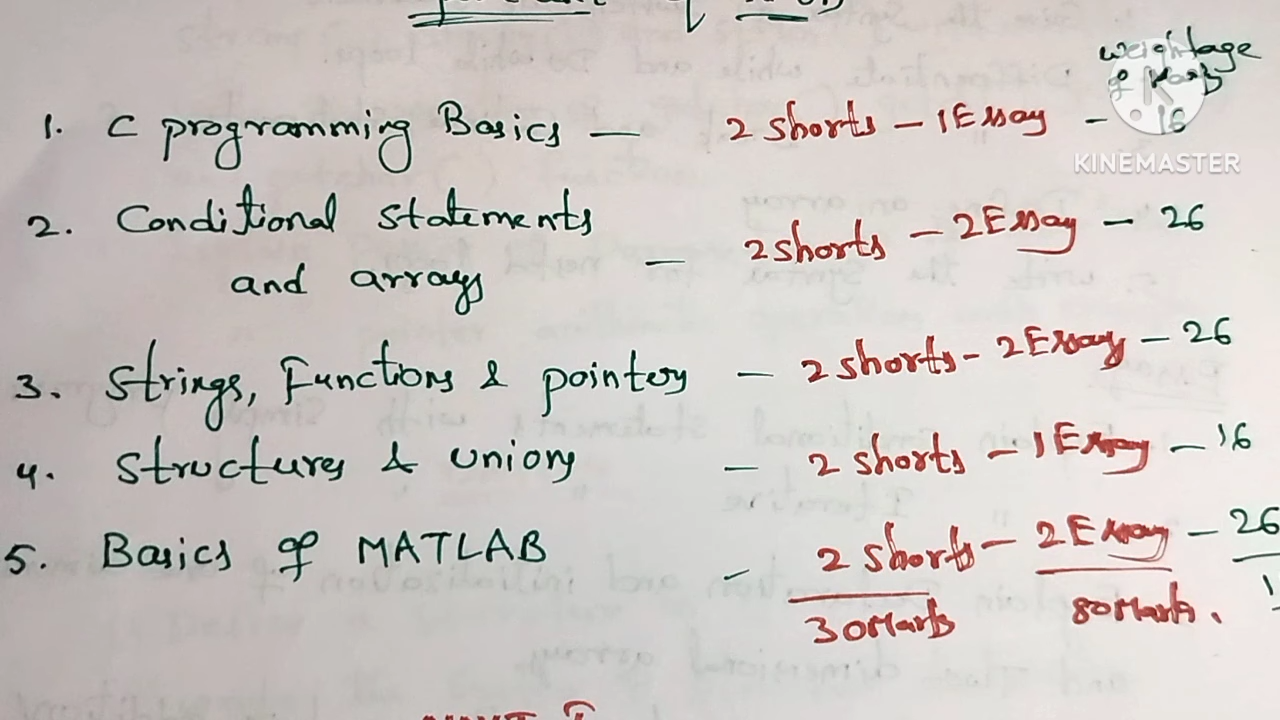 weightage
of Marks
1. C programming Basics — 2 shorts – 1 Essay – 16
KINEMASTER
2. Conditional statements
and arrays — 2 shorts – 2 Essay – 26
3. Strings, Functions & pointers – 2 shorts – 2 Essay – 26
4. Structures & unions – 2 shorts – 1 Essay – 16
5. Basics of MATLAB – 2 shorts – 2 Essay – 26
30 Marks 80 Marks.